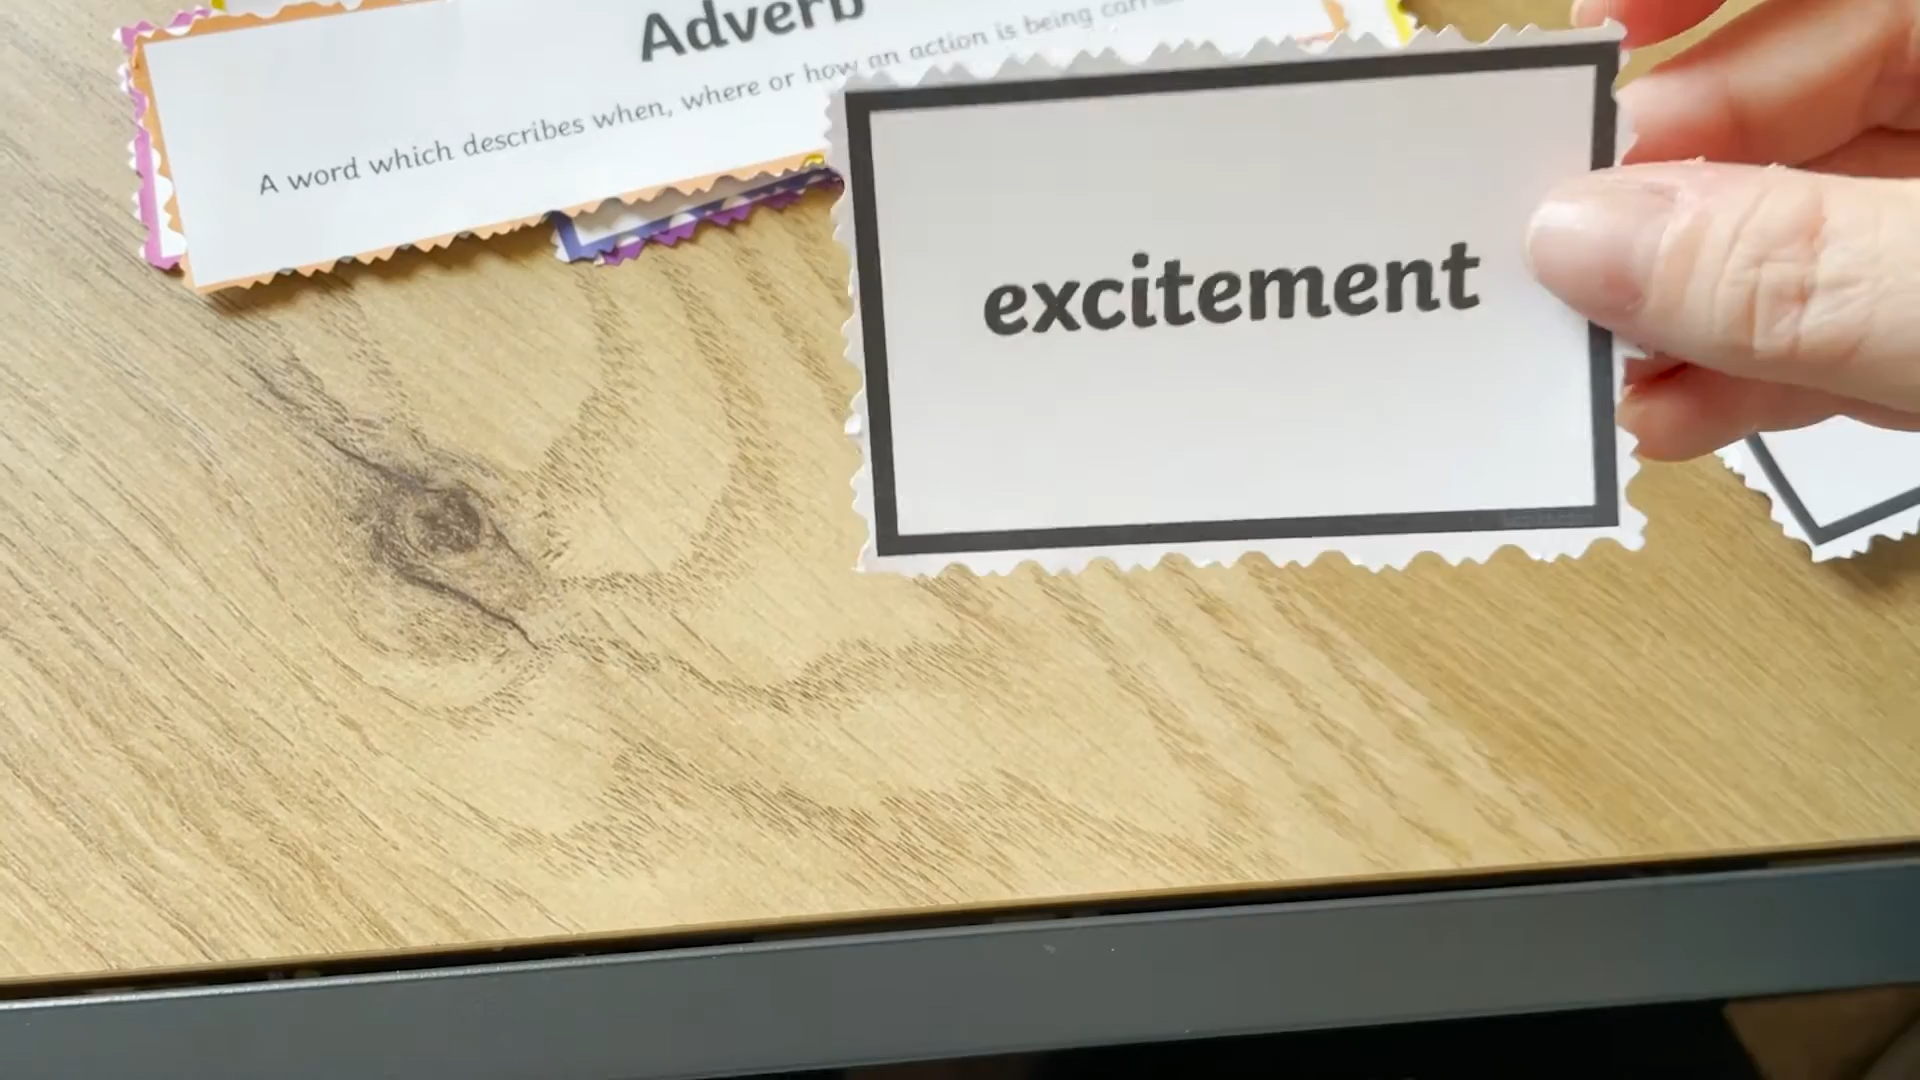 Adverb
A word which describes when, where or how an action is being
excitement